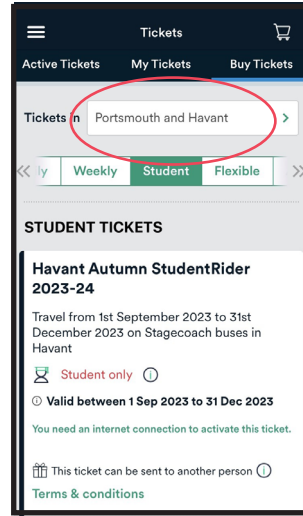 Tickets
Active Tickets My Tickets Buy Tickets
Tickets in Portsmouth and Havant
ly Weekly Student Flexible
STUDENT TICKETS
Havant Autumn StudentRider
2023-24
Travel from 1st September 2023 to 31st
December 2023 on Stagecoach buses in
Havant
Student only
Valid between 1 Sep 2023 to 31 Dec 2023
You need an internet connection to activate this ticket.
This ticket can be sent to another person
Terms & conditions